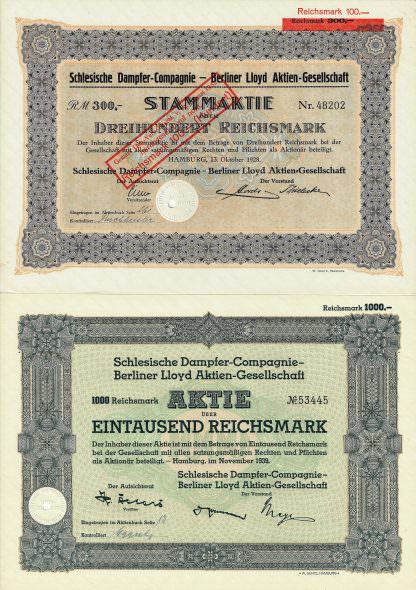 Reichsmark 100.—
Reichsmark 300,—
Schlesische Dampfer-Compagnie – Berliner Lloyd Aktien-Gesellschaft
RM 300,- STAMMAKTIE Nr. 48202
über
DREIHUNDERT REICHSMARK
Der Inhaber dieser Stammaktie ist mit dem Betrage von Dreihundert Reichsmark bei der
Gesellschaft mit allen satzungsmäßigen Rechten und Pflichten als Aktionär beteiligt.
HAMBURG, 13. Oktober 1928.
Schlesische Dampfer-Compagnie – Berliner Lloyd Aktien-Gesellschaft
Der Aufsichtsrat Der Vorstand
Vorsitzender
Eingetragen im Aktienbuch Seite
Kontrolliert:
Reichsmark 1000.—
Schlesische Dampfer-Compagnie–
Berliner Lloyd Aktien-Gesellschaft
1000 Reichsmark AKTIE № 53445
ÜBER
EINTAUSEND REICHSMARK
Der Inhaber dieser Aktie ist mit dem Betrage von Eintausend Reichsmark
bei der Gesellschaft mit allen satzungsmäßigen Rechten und Pflichten
als Aktionär beteiligt. – Hamburg, im November 1939.
Schlesische Dampfer-Compagnie–
Berliner Lloyd Aktien-Gesellschaft
Der Aufsichtsrat Der Vorstand
Vorsitzer
Eingetragen im Aktienbuch Seite
Kontrolliert